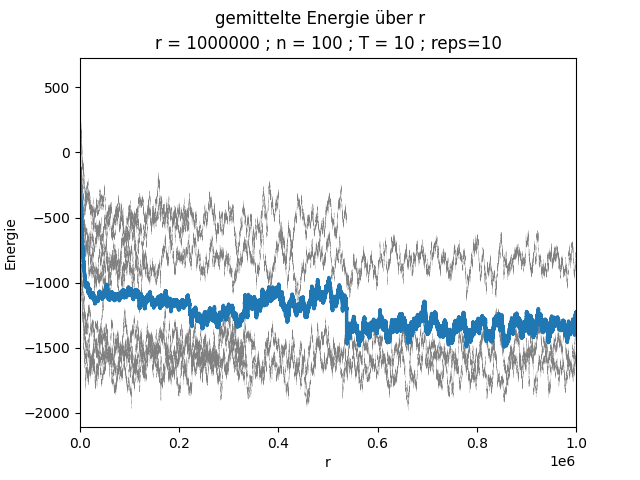 gemittelte Energie über r
r = 1000000 ; n = 100 ; T = 10 ; reps=10
500
0
−500
−1000
−1500
−2000
Energie
0.0 0.2 0.4 0.6 0.8 1.0
1e6
r